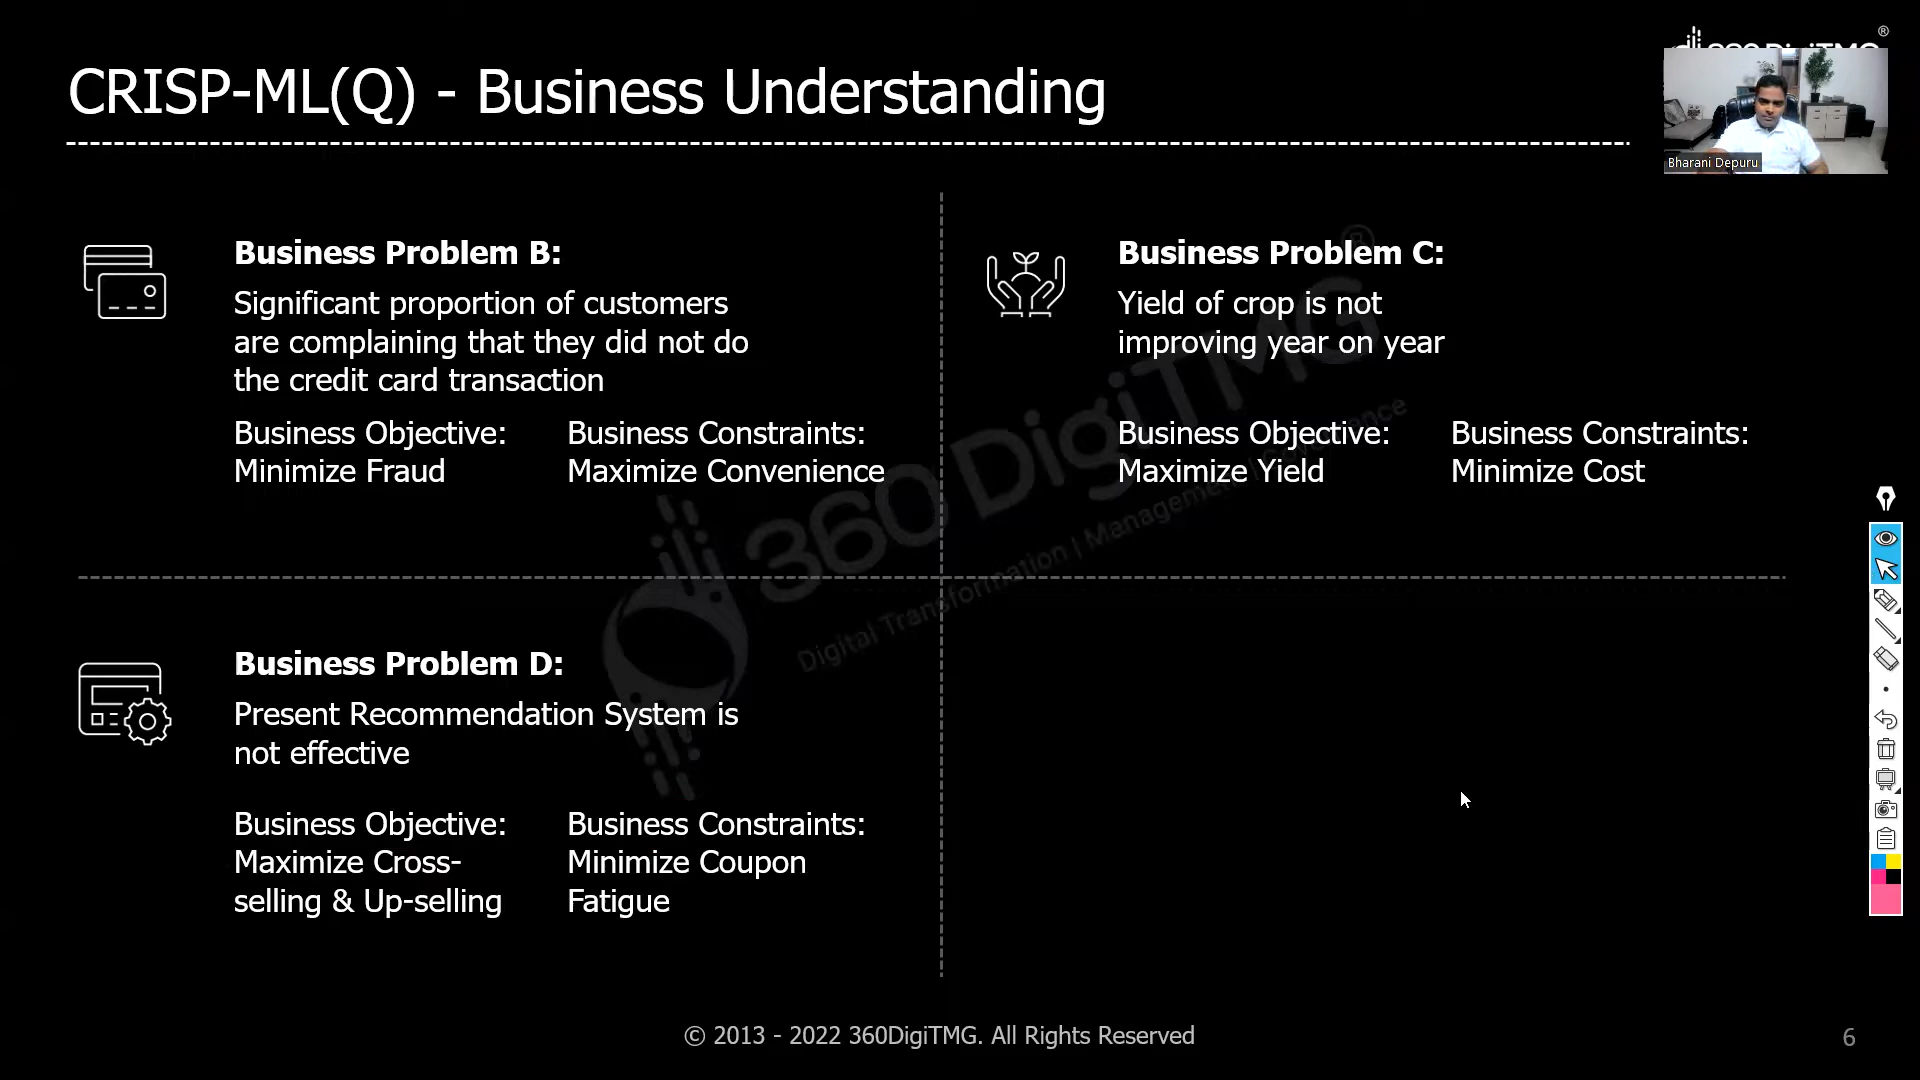 CRISP-ML(Q) - Business Understanding
®
Bharani Depuru
Business Problem B:
Significant proportion of customers
are complaining that they did not do
the credit card transaction
Business Objective:
Minimize Fraud
Business Constraints:
Maximize Convenience
Business Problem C:
Yield of crop is not
improving year on year
Business Objective:
Maximize Yield
Business Constraints:
Minimize Cost
360DigiTMG ®
Digital Transformation | Management |
Business Problem D:
Present Recommendation System is
not effective
Business Objective:
Maximize Cross-
selling & Up-selling
Business Constraints:
Minimize Coupon
Fatigue
© 2013 - 2022 360DigiTMG. All Rights Reserved
6